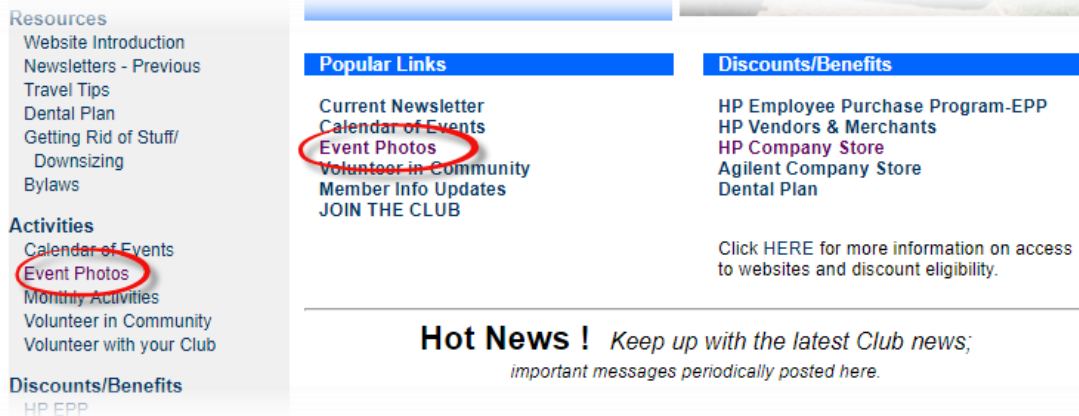 Resources
Website Introduction
Newsletters - Previous
Travel Tips
Dental Plan
Getting Rid of Stuff/
Downsizing
Bylaws
Activities
Calendar of Events
Event Photos
Monthly Activities
Volunteer in Community
Volunteer with your Club
Discounts/Benefits
HP EPP
Popular Links
Current Newsletter
Calendar of Events
Event Photos
Volunteer in Community
Member Info Updates
JOIN THE CLUB
Discounts/Benefits
HP Employee Purchase Program-EPP
HP Vendors & Merchants
HP Company Store
Agilent Company Store
Dental Plan
Click HERE for more information on access
to websites and discount eligibility.
Hot News ! Keep up with the latest Club news;
important messages periodically posted here.